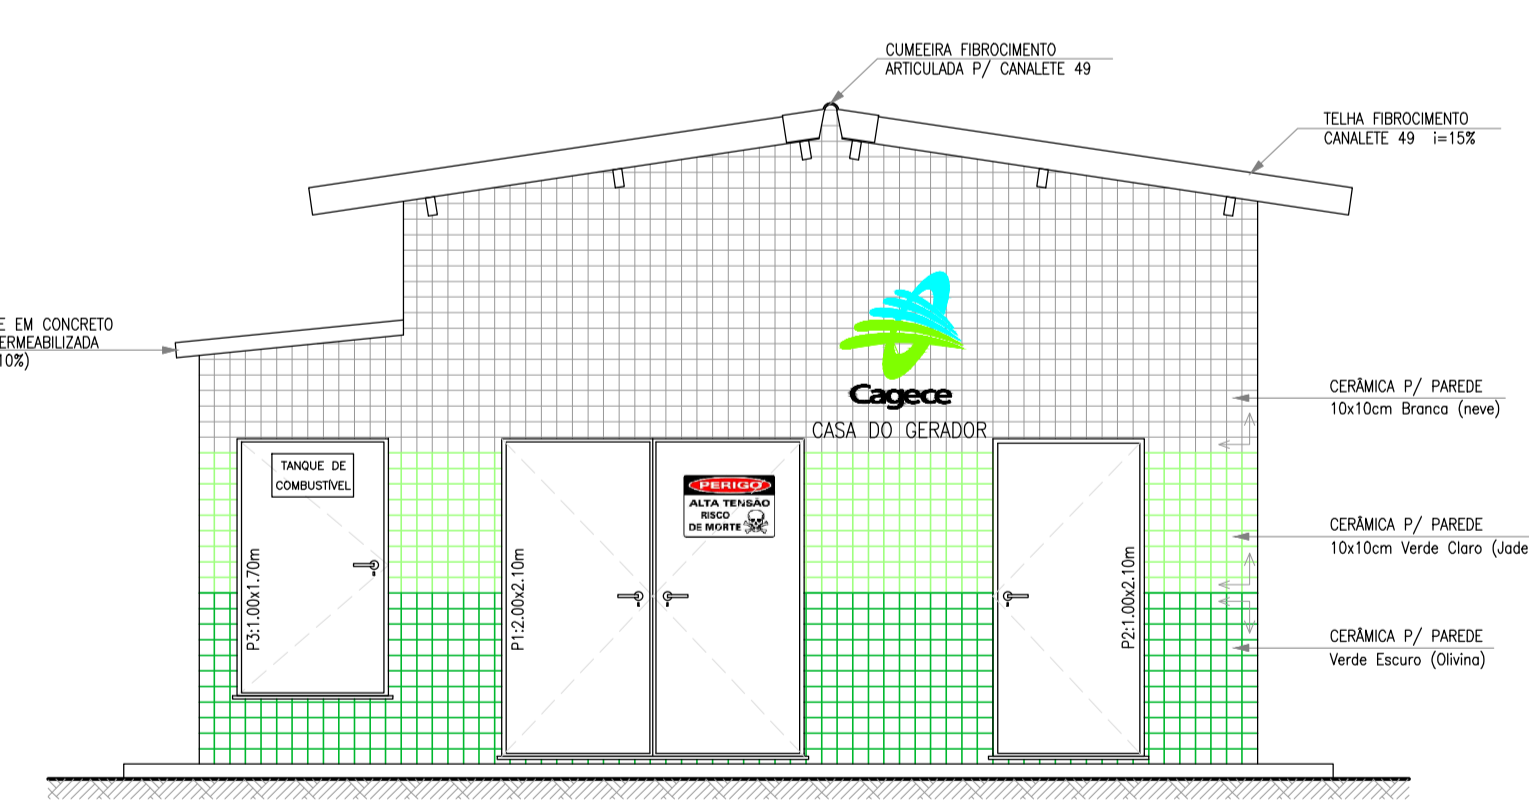 CUMEEIRA FIBROCIMENTO
ARTICULADA P/ CANALETE 49
TELHA FIBROCIMENTO
CANALETE 49 i=15%
E EM CONCRETO
ERMEABILIZADA
10%)
Cagece
CASA DO GERADOR
CERÂMICA P/ PAREDE
10x10cm Branca (neve)
TANQUE DE
COMBUSTÍVEL
PERIGO
ALTA TENSÃO
RISCO
DE MORTE
CERÂMICA P/ PAREDE
10x10cm Verde Claro (Jade
P3:1.00x1.70m
P1:2.00x2.10m
P2:1.00x2.10m
CERÂMICA P/ PAREDE
Verde Escuro (Olivina)